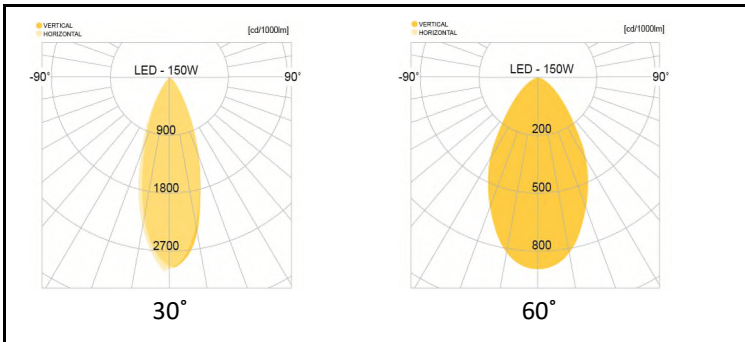 VERTICAL
HORIZONTAL
[cd/1000lm]
-90°
LED - 150W
90°
900
1800
2700
30°
VERTICAL
HORIZONTAL
[cd/1000lm]
-90°
LED - 150W
90°
200
500
800
60°